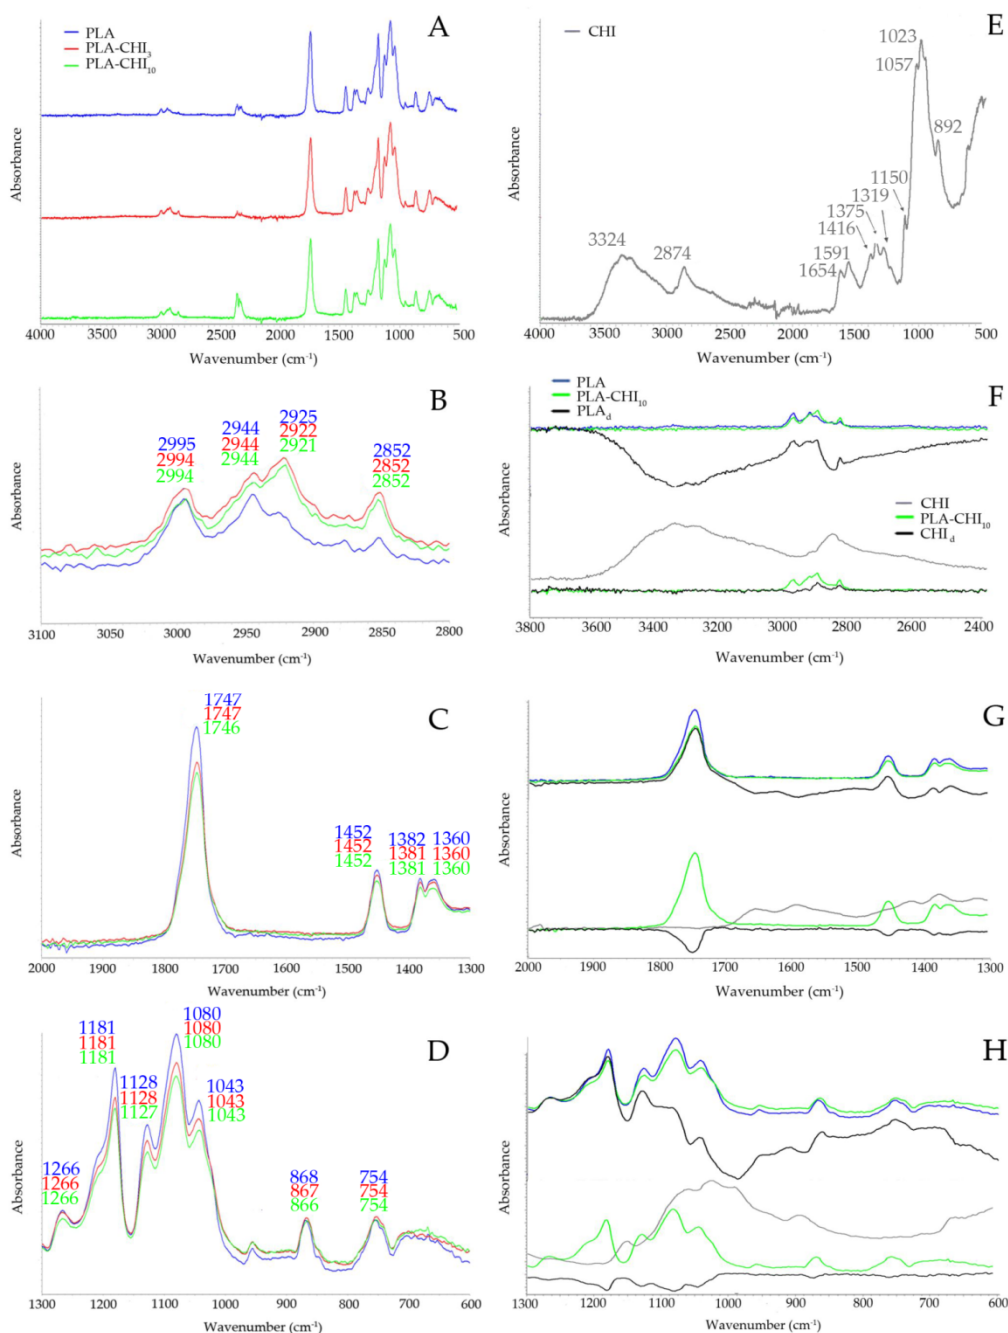 A
PLA
PLA-CHI3
PLA-CHI10
Absorbance
4000 3500 3000 2500 2000 1500 1000 500
Wavenumber (cm-1)
E
CHI
1023
1057
892
1150
1319
1375
1416
1591
1654
3324
2874
Absorbance
4000 3500 3000 2500 2000 1500 1000 500
Wavenumber (cm-1)
B
2995
2994
2994
2944
2944
2944
2925
2922
2921
2852
2852
2852
Absorbance
3100 3000 2950 2900 2850 2800
Wavenumber (cm-1)
F
PLA
PLA-CHI10
PLAd
CHI
PLA-CHI10
CHId
Absorbance
3800 3600 3400 3200 3000 2800 2600 2400
Wavenumber (cm-1)
C
1747
1747
1746
1452
1452
1452
1382
1381
1381
1360
1360
1360
Absorbance
2000 1900 1800 1700 1600 1500 1400 1300
Wavenumber (cm-1)
G
Absorbance
2000 1900 1800 1700 1600 1500 1400 1300
Wavenumber (cm-1)
D
1266
1266
1266
1181
1181
1181
1128
1128
1127
1080
1080
1080
1043
1043
1043
868
867
866
754
754
754
Absorbance
1300 1200 1100 1000 900 800 700 600
Wavenumber (cm-1)
H
Absorbance
1300 1200 1100 1000 900 800 700 600
Wavenumber (cm-1)